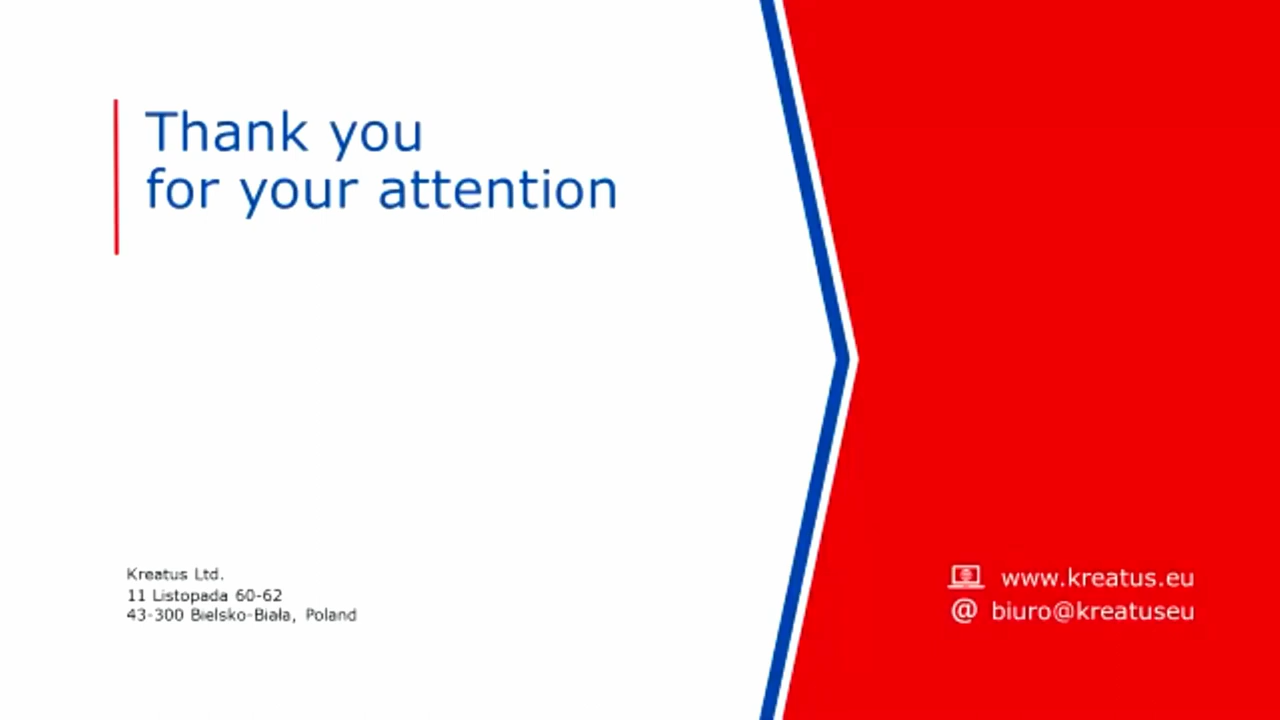 Thank you
for your attention
Kreatus Ltd.
11 Listopada 60-62
43-300 Bielsko-Biała, Poland
www.kreatus.eu
@ biuro@kreatuseu